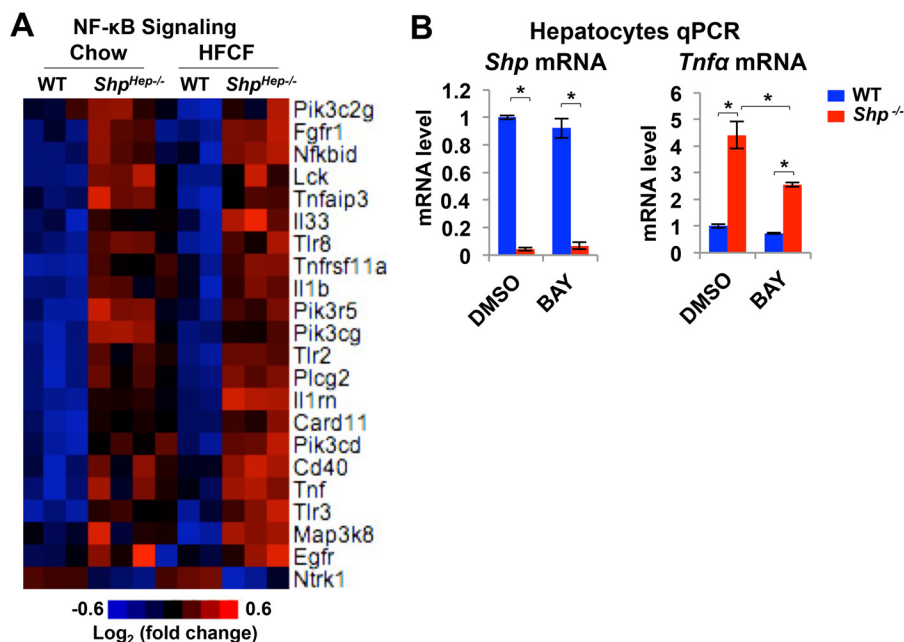 A
NF-κB Signaling
Chow HFCF
WT Shp^Hep-/- WT Shp^Hep-/-
Pik3c2g
Fgfr1
Nfkbid
Lck
Tnfaip3
Il33
Tlr8
Tnfrsf11a
Il1b
Pik3r5
Pik3cg
Tlr2
Plcg2
Il1rn
Card11
Pik3cd
Cd40
Tnf
Tlr3
Map3k8
Egfr
Ntrk1
-0.6 0.6
Log₂ (fold change)
B
Hepatocytes qPCR
Shp mRNA
mRNA level
1.2
1
0.8
0.6
0.4
0.2
0
* *
DMSO BAY
Tnfα mRNA
mRNA level
6
5
4
3
2
1
0
* * *
DMSO BAY
WT
Shp -/-